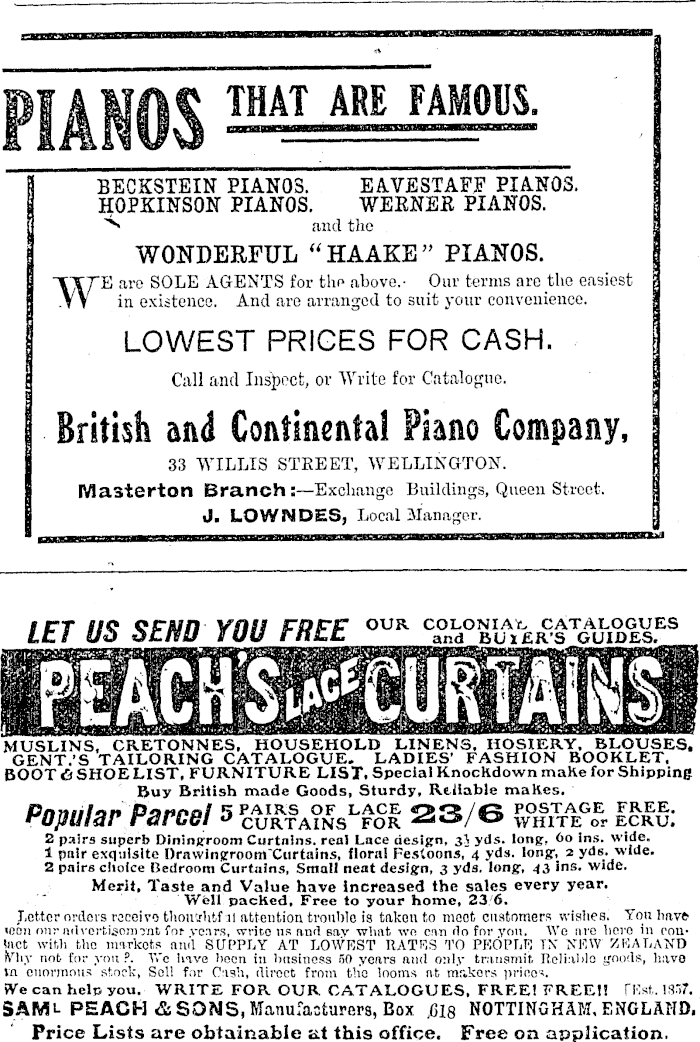 PIANOS THAT ARE FAMOUS.
BECKSTEIN PIANOS. EAVESTAFF PIANOS.
HOPKINSON PIANOS. WERNER PIANOS.
and the
WONDERFUL “HAAKE” PIANOS.
WE are SOLE AGENTS for the above. Our terms are the easiest
in existence. And are arranged to suit your convenience.
LOWEST PRICES FOR CASH.
Call and Inspect, or Write for Catalogue.
British and Continental Piano Company,
33 WILLIS STREET, WELLINGTON.
Masterton Branch:—Exchange Buildings, Queen Street.
J. LOWNDES, Local Manager.
LET US SEND YOU FREE OUR COLONIAL CATALOGUES
and BUYER'S GUIDES.
PEACH'S LACE CURTAINS
MUSLINS, CRETONNES, HOUSEHOLD LINENS, HOSIERY, BLOUSES,
GENT.'S TAILORING CATALOGUE. LADIES' FASHION BOOKLET,
BOOT & SHOE LIST, FURNITURE LIST, Special Knockdown make for Shipping
Buy British made Goods, Sturdy, Reliable makes.
Popular Parcel 5 PAIRS OF LACE CURTAINS FOR 23/6 POSTAGE FREE. WHITE or ECRU.
2 pairs superb Diningroom Curtains. real Lace design, 3½ yds. long, 60 ins. wide.
1 pair exquisite Drawingroom Curtains, floral Festoons, 4 yds. long, 2 yds. wide.
2 pairs choice Bedroom Curtains, Small neat design, 3 yds. long, 43 ins. wide.
Merit, Taste and Value have increased the sales every year.
Well packed, Free to your home, 23/6.
Letter orders receive thoughtful attention trouble is taken to meet customers wishes. You have
seen our advertisement for years, write us and say what we can do for you. We are here in con-
tact with the markets and SUPPLY AT LOWEST RATES TO PEOPLE IN NEW ZEALAND
Why not for you?. We have been in business 50 years and only transmit Reliable goods, have
an enormous stock, Sell for Cash, direct from the looms at makers prices.
We can help you. WRITE FOR OUR CATALOGUES, FREE! FREE!! [Est. 1857.
SAML PEACH & SONS, Manufacturers, Box 618 NOTTINGHAM, ENGLAND.
Price Lists are obtainable at this office. Free on application.